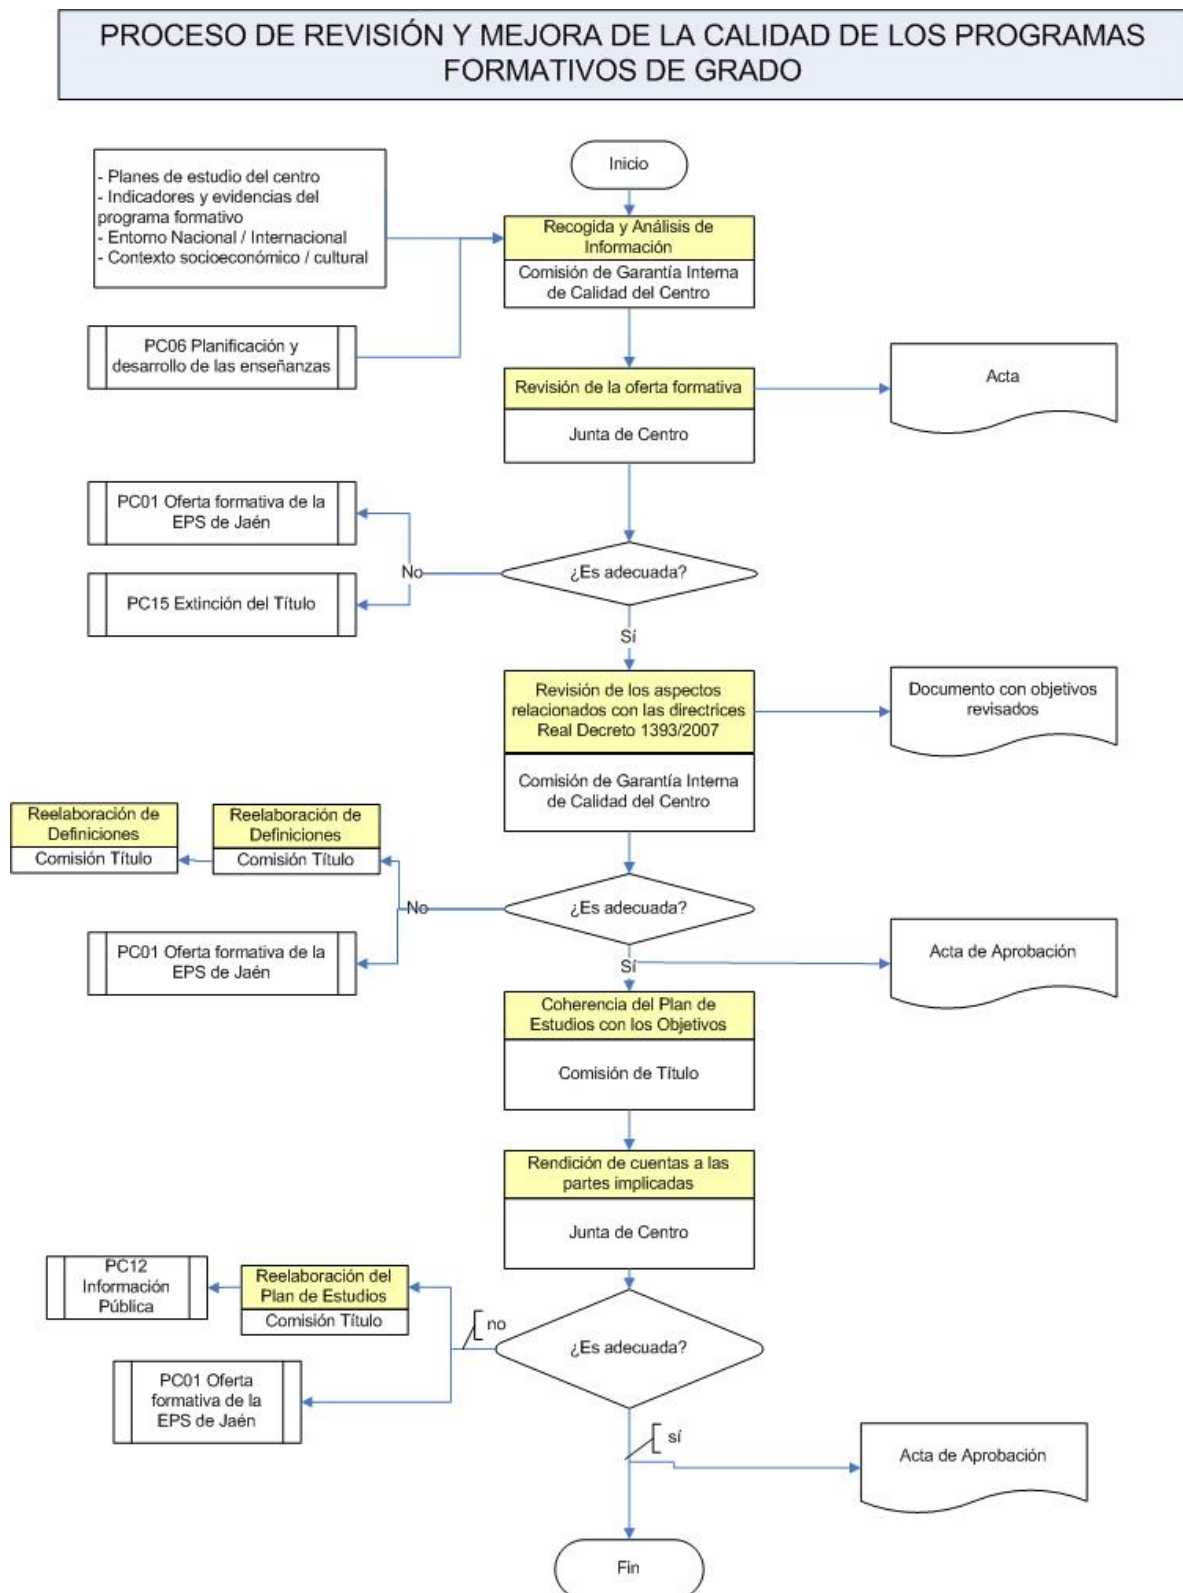 PROCESO DE REVISIÓN Y MEJORA DE LA CALIDAD DE LOS PROGRAMAS
FORMATIVOS DE GRADO
Inicio
- Planes de estudio del centro
- Indicadores y evidencias del
programa formativo
- Entorno Nacional / Internacional
- Contexto socioeconómico / cultural
Recogida y Análisis de
Información
Comisión de Garantía Interna
de Calidad del Centro
PC06 Planificación y
desarrollo de las enseñanzas
Revisión de la oferta formativa
Junta de Centro
Acta
PC01 Oferta formativa de la
EPS de Jaén
No
¿Es adecuada?
PC15 Extinción del Título
Sí
Revisión de los aspectos
relacionados con las directrices
Real Decreto 1393/2007
Comisión de Garantía Interna
de Calidad del Centro
Documento con objetivos
revisados
Reelaboración de
Definiciones
Comisión Título
Reelaboración de
Definiciones
Comisión Título
No
¿Es adecuada?
PC01 Oferta formativa de la
EPS de Jaén
Sí
Acta de Aprobación
Coherencia del Plan de
Estudios con los Objetivos
Comisión de Título
Rendición de cuentas a las
partes implicadas
Junta de Centro
PC12
Información
Pública
Reelaboración del
Plan de Estudios
Comisión Título
no
¿Es adecuada?
PC01 Oferta
formativa de la
EPS de Jaén
sí
Acta de Aprobación
Fin